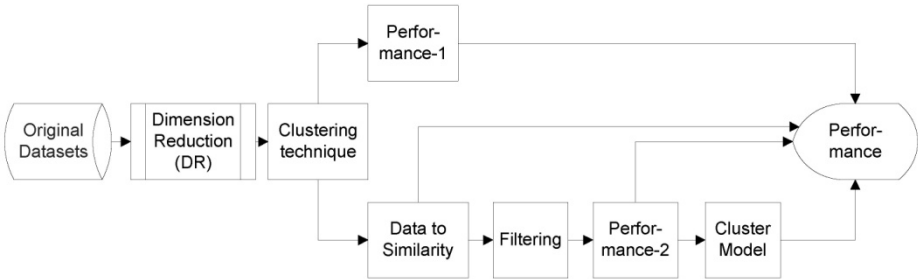 Perfor-
mance-1
Original
Datasets
Dimension
Reduction
(DR)
Clustering
technique
Perfor-
mance
Data to
Similarity
Filtering
Perfor-
mance-2
Cluster
Model